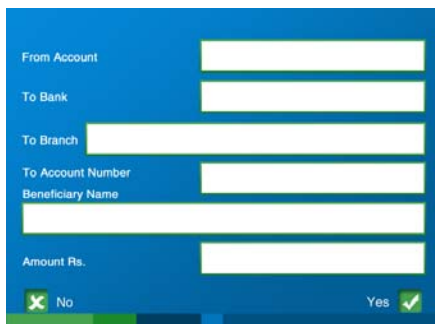 From Account
To Bank
To Branch
To Account Number
Beneficiary Name
Amount Rs.
No Yes